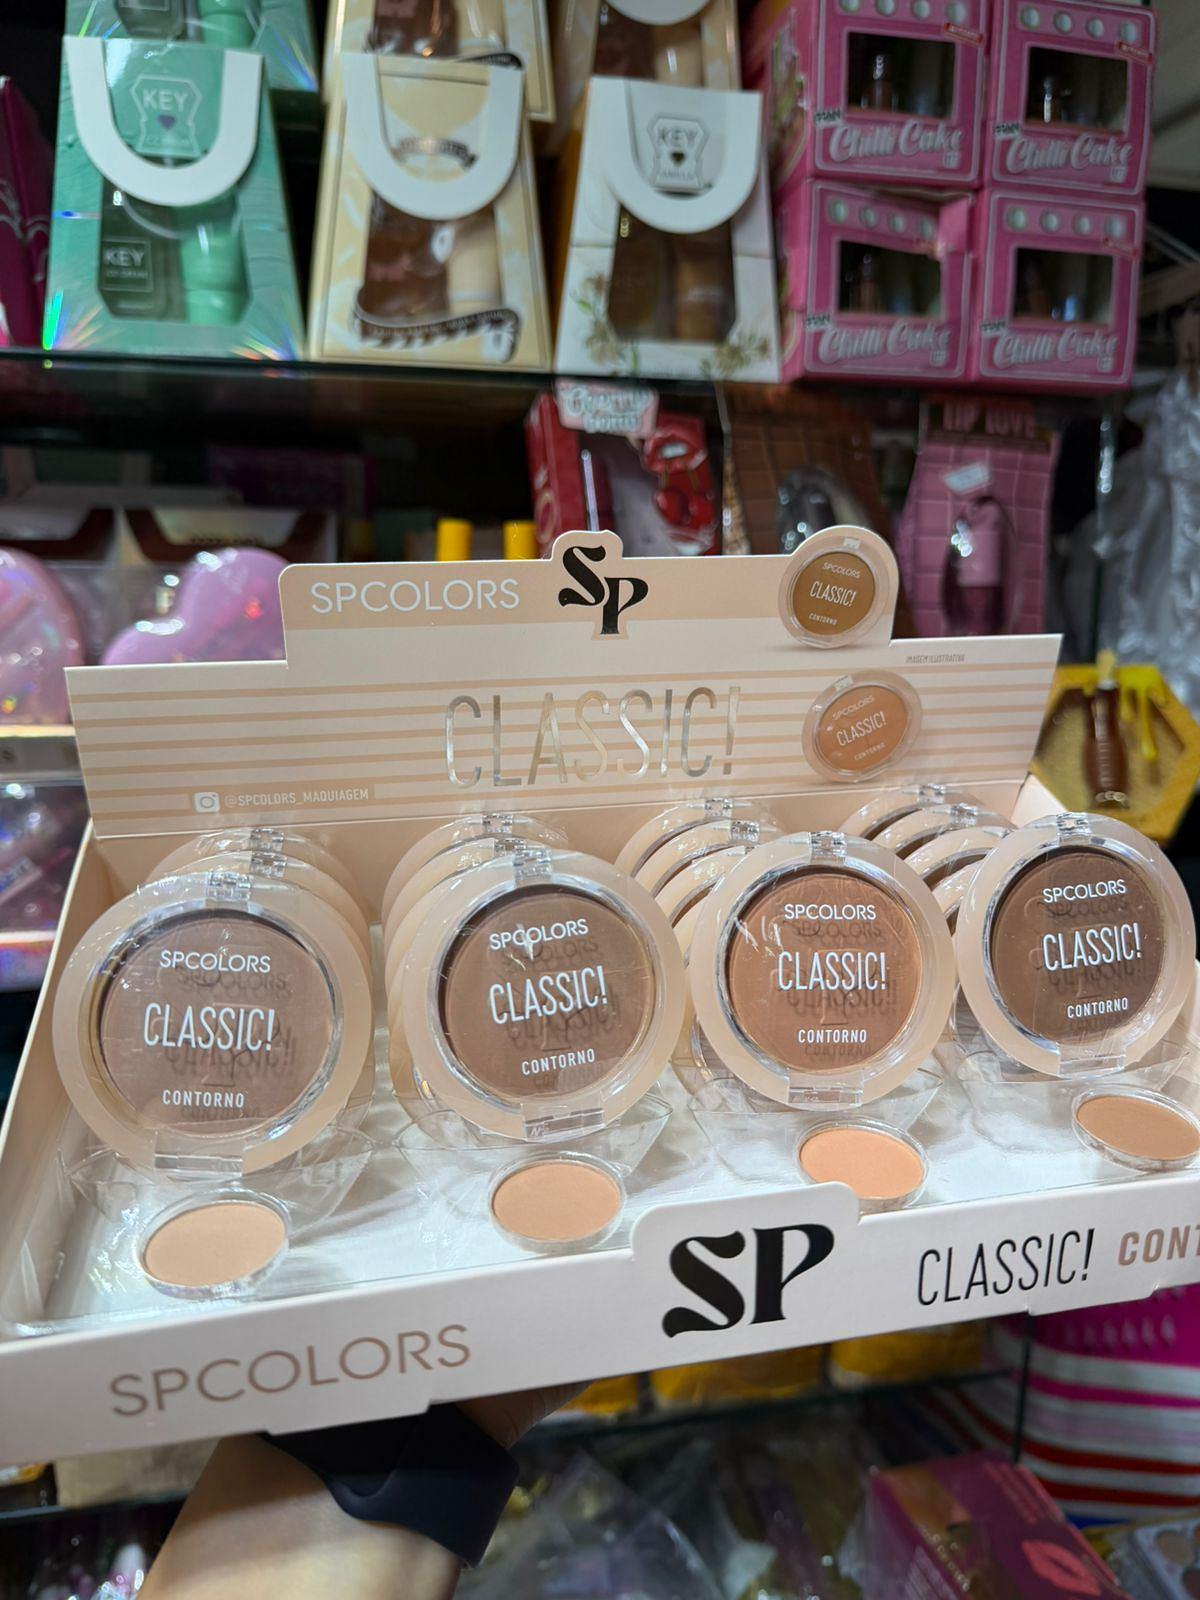 KEY
KEY
KEY
Chilli Cake
Chilli Cake
Chilli Cake
Chilli Cake
LIP LOVE
SPCOLORS
SP
SPCOLORS
CLASSIC!
CONTORNO
IMAGEM ILUSTRATIVA
CLASSIC!
SPCOLORS
CLASSIC!
CONTORNO
@SPCOLORS_MAQUIAGEM
SPCOLORS
CLASSIC!
CONTORNO
SPCOLORS
CLASSIC!
CONTORNO
SPCOLORS
CLASSIC!
CONTORNO
SPCOLORS
CLASSIC!
CONTORNO
SPCOLORS
SP
CLASSIC! CONT